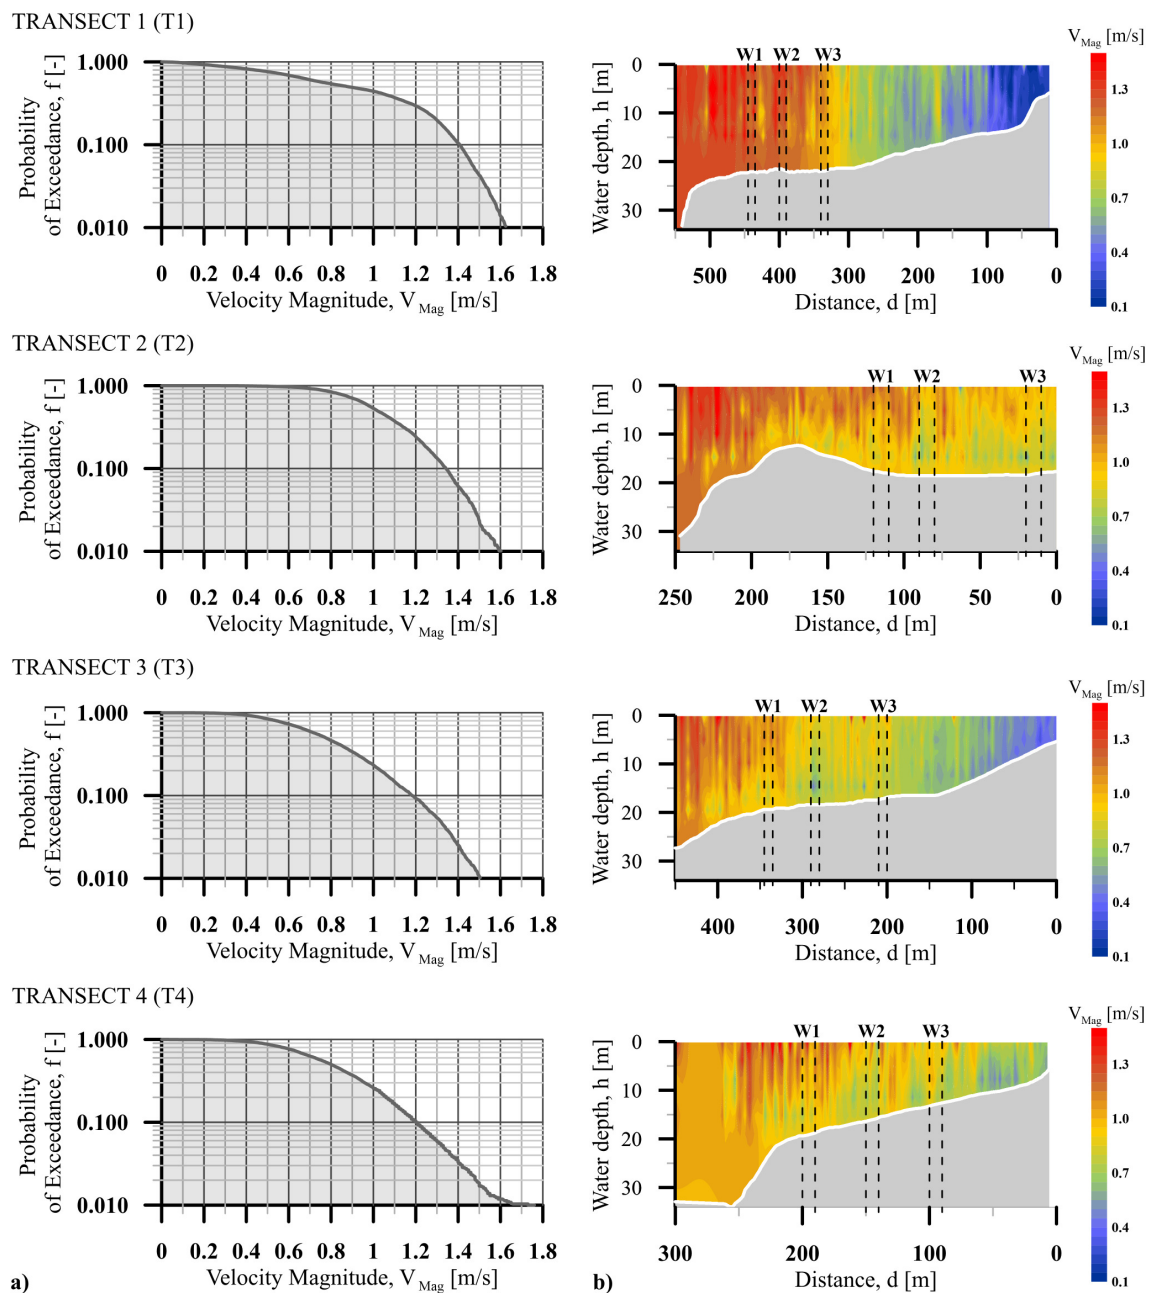 TRANSECT 1 (T1)
Probability
of Exceedance, f [-]
1.000
0.100
0.010
0 0.2 0.4 0.6 0.8 1 1.2 1.4 1.6 1.8
Velocity Magnitude, V Mag [m/s]
W1 W2 W3
Water depth, h [m]
0
10
20
30
500 400 300 200 100 0
Distance, d [m]
V Mag [m/s]
1.3
1.0
0.7
0.4
0.1
TRANSECT 2 (T2)
Probability
of Exceedance, f [-]
1.000
0.100
0.010
0 0.2 0.4 0.6 0.8 1 1.2 1.4 1.6 1.8
Velocity Magnitude, V Mag [m/s]
W1 W2 W3
Water depth, h [m]
0
10
20
30
250 200 150 100 50 0
Distance, d [m]
V Mag [m/s]
1.3
1.0
0.7
0.4
0.1
TRANSECT 3 (T3)
Probability
of Exceedance, f [-]
1.000
0.100
0.010
0 0.2 0.4 0.6 0.8 1 1.2 1.4 1.6 1.8
Velocity Magnitude, V Mag [m/s]
W1 W2 W3
Water depth, h [m]
0
10
20
30
400 300 200 100 0
Distance, d [m]
V Mag [m/s]
1.3
1.0
0.7
0.4
0.1
TRANSECT 4 (T4)
Probability
of Exceedance, f [-]
1.000
0.100
0.010
0 0.2 0.4 0.6 0.8 1 1.2 1.4 1.6 1.8
Velocity Magnitude, V Mag [m/s]
a)
W1 W2 W3
Water depth, h [m]
0
10
20
30
300 200 100 0
Distance, d [m]
V Mag [m/s]
1.3
1.0
0.7
0.4
0.1
b)